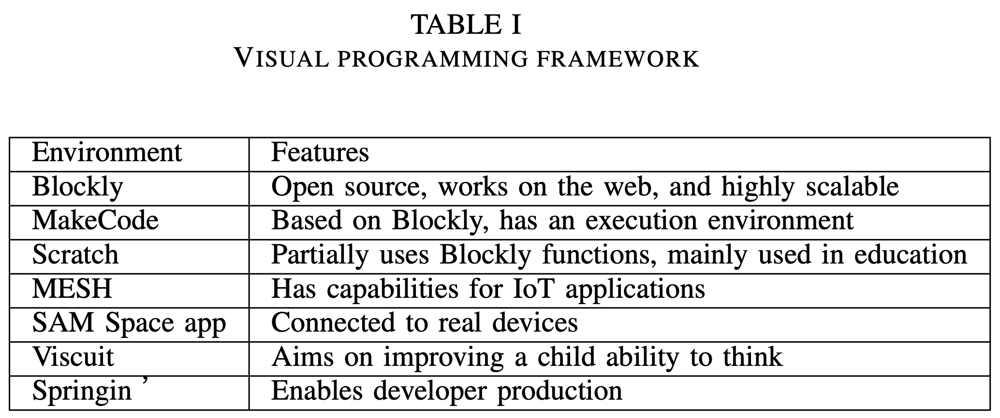 TABLE I
VISUAL PROGRAMMING FRAMEWORK
Environment Features
Blockly Open source, works on the web, and highly scalable
MakeCode Based on Blockly, has an execution environment
Scratch Partially uses Blockly functions, mainly used in education
MESH Has capabilities for IoT applications
SAM Space app Connected to real devices
Viscuit Aims on improving a child ability to think
Springin ’ Enables developer production